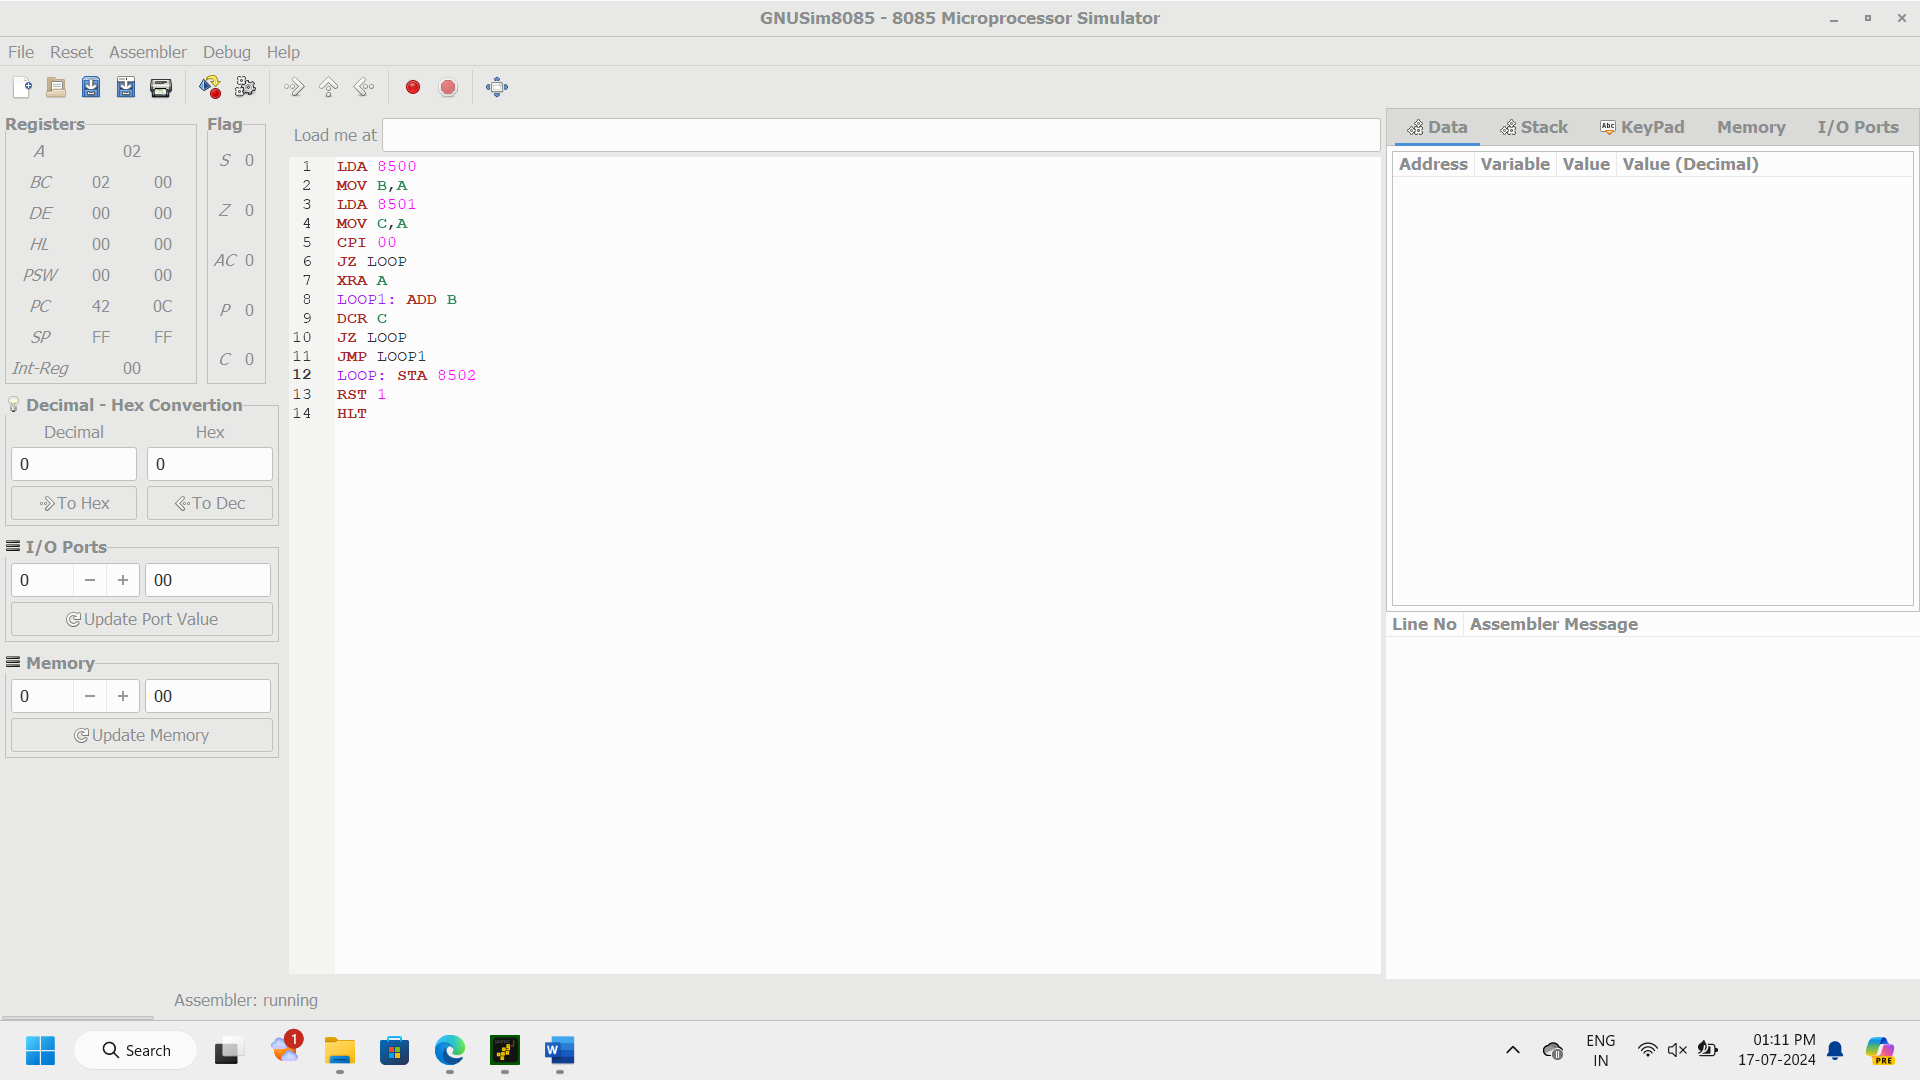 GNUSim8085 - 8085 Microprocessor Simulator
File Reset Assembler Debug Help
Registers
A 02
BC 02 00
DE 00 00
HL 00 00
PSW 00 00
PC 42 0C
SP FF FF
Int-Reg 00
Flag
S 0
Z 0
AC 0
P 0
C 0
Decimal - Hex Convertion
Decimal Hex
0 0
To Hex To Dec
I/O Ports
0 − + 00
Update Port Value
Memory
0 − + 00
Update Memory
Load me at
1 LDA 8500
2 MOV B,A
3 LDA 8501
4 MOV C,A
5 CPI 00
6 JZ LOOP
7 XRA A
8 LOOP1: ADD B
9 DCR C
10 JZ LOOP
11 JMP LOOP1
12 LOOP: STA 8502
13 RST 1
14 HLT
Data Stack Abc KeyPad Memory I/O Ports
Address Variable Value Value (Decimal)
Line No Assembler Message
Assembler: running
Search
1
W
ENG
IN
01:11 PM
17-07-2024
PRE